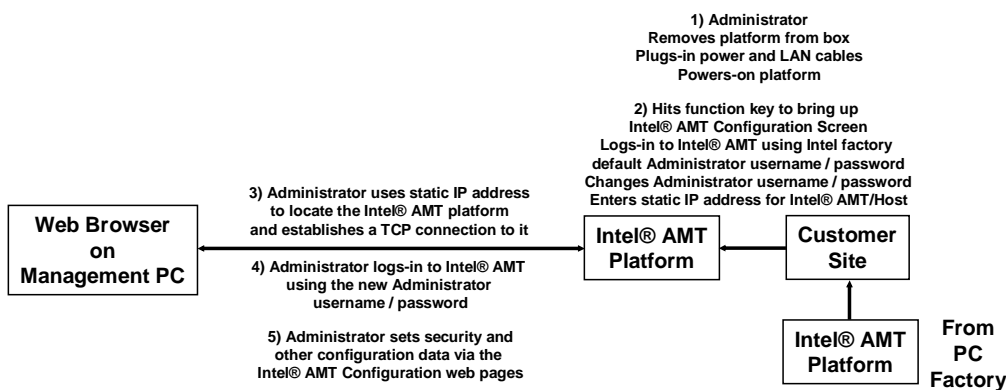 1) Administrator
Removes platform from box
Plugs-in power and LAN cables
Powers-on platform
2) Hits function key to bring up
Intel® AMT Configuration Screen
Logs-in to Intel® AMT using Intel factory
default Administrator username / password
Changes Administrator username / password
Enters static IP address for Intel® AMT/Host
3) Administrator uses static IP address
to locate the Intel® AMT platform
and establishes a TCP connection to it
Web Browser
on
Management PC
Intel® AMT
Platform
Customer
Site
4) Administrator logs-in to Intel® AMT
using the new Administrator
username / password
5) Administrator sets security and
other configuration data via the
Intel® AMT Configuration web pages
Intel® AMT
Platform
From
PC
Factory